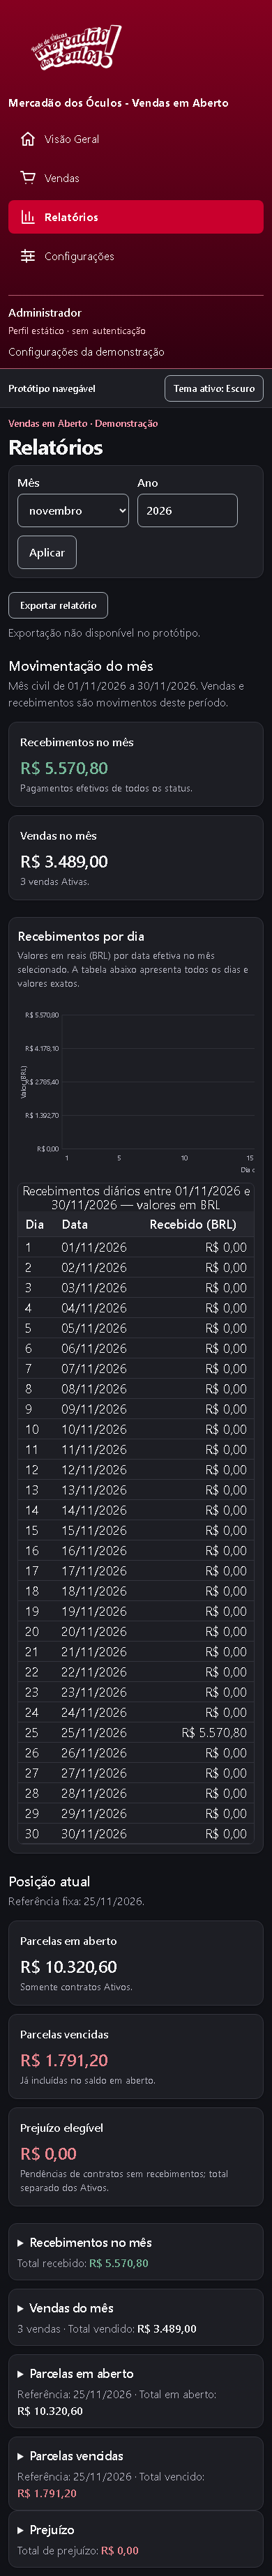 Rede de Óticas
mercadão
dos Óculos!
Mercadão dos Óculos - Vendas em Aberto
Visão Geral
Vendas
Relatórios
Configurações
Administrador
Perfil estático · sem autenticação
Configurações da demonstração
Protótipo navegável
Tema ativo: Escuro
Vendas em Aberto · Demonstração
Relatórios
Mês Ano
novembro 2026
Aplicar
Exportar relatório
Exportação não disponível no protótipo.
Movimentação do mês
Mês civil de 01/11/2026 a 30/11/2026. Vendas e
recebimentos são movimentos deste período.
Recebimentos no mês
R$ 5.570,80
Pagamentos efetivos de todos os status.
Vendas no mês
R$ 3.489,00
3 vendas Ativas.
Recebimentos por dia
Valores em reais (BRL) por data efetiva no mês
selecionado. A tabela abaixo apresenta todos os dias e
valores exatos.
R$ 5.570,80
R$ 4.178,10
R$ 2.785,40
R$ 1.392,70
R$ 0,00
Valor (BRL)
1 5 10 15
Dia d
Recebimentos diários entre 01/11/2026 e
30/11/2026 — valores em BRL
Dia Data Recebido (BRL)
1 01/11/2026 R$ 0,00
2 02/11/2026 R$ 0,00
3 03/11/2026 R$ 0,00
4 04/11/2026 R$ 0,00
5 05/11/2026 R$ 0,00
6 06/11/2026 R$ 0,00
7 07/11/2026 R$ 0,00
8 08/11/2026 R$ 0,00
9 09/11/2026 R$ 0,00
10 10/11/2026 R$ 0,00
11 11/11/2026 R$ 0,00
12 12/11/2026 R$ 0,00
13 13/11/2026 R$ 0,00
14 14/11/2026 R$ 0,00
15 15/11/2026 R$ 0,00
16 16/11/2026 R$ 0,00
17 17/11/2026 R$ 0,00
18 18/11/2026 R$ 0,00
19 19/11/2026 R$ 0,00
20 20/11/2026 R$ 0,00
21 21/11/2026 R$ 0,00
22 22/11/2026 R$ 0,00
23 23/11/2026 R$ 0,00
24 24/11/2026 R$ 0,00
25 25/11/2026 R$ 5.570,80
26 26/11/2026 R$ 0,00
27 27/11/2026 R$ 0,00
28 28/11/2026 R$ 0,00
29 29/11/2026 R$ 0,00
30 30/11/2026 R$ 0,00
Posição atual
Referência fixa: 25/11/2026.
Parcelas em aberto
R$ 10.320,60
Somente contratos Ativos.
Parcelas vencidas
R$ 1.791,20
Já incluídas no saldo em aberto.
Prejuízo elegível
R$ 0,00
Pendências de contratos sem recebimentos; total
separado dos Ativos.
Recebimentos no mês
Total recebido: R$ 5.570,80
Vendas do mês
3 vendas · Total vendido: R$ 3.489,00
Parcelas em aberto
Referência: 25/11/2026 · Total em aberto:
R$ 10.320,60
Parcelas vencidas
Referência: 25/11/2026 · Total vencido:
R$ 1.791,20
Prejuízo
Total de prejuízo: R$ 0,00